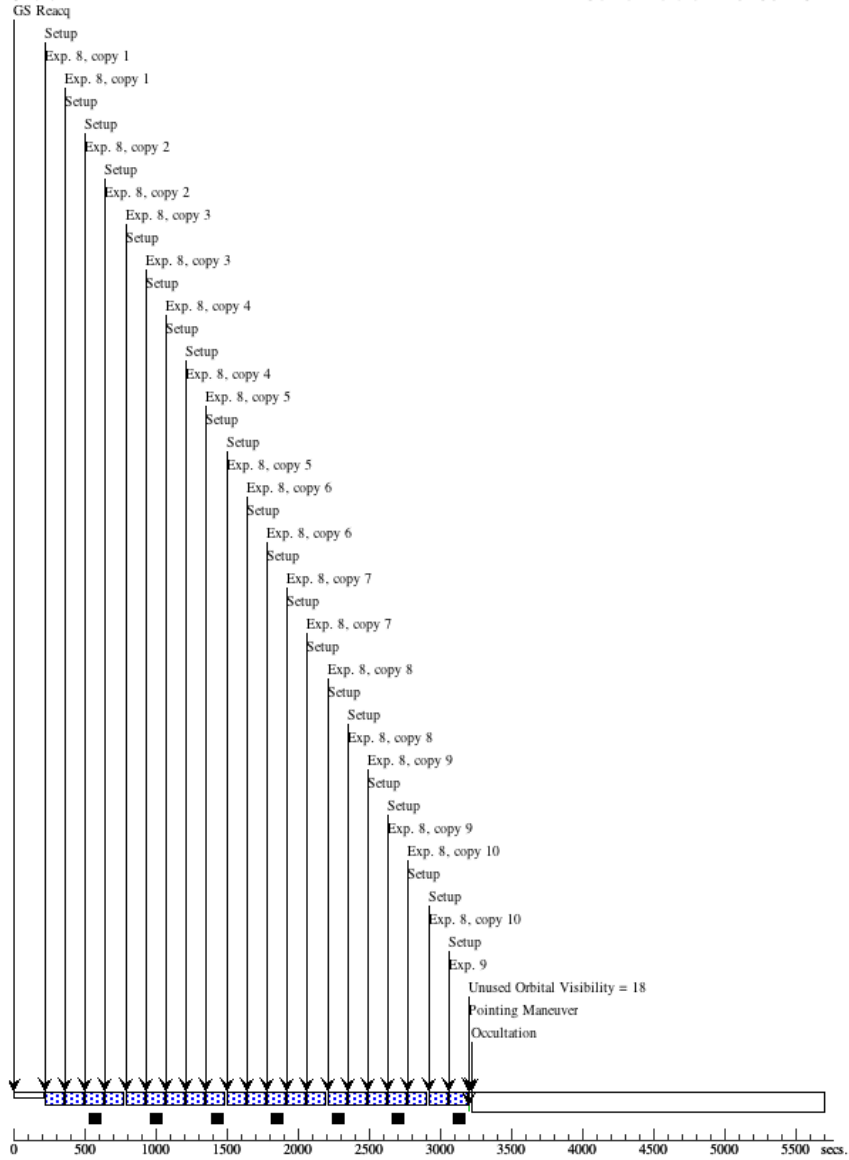 GS Reacq
Setup
Exp. 8, copy 1
Exp. 8, copy 1
Setup
Setup
Exp. 8, copy 2
Setup
Exp. 8, copy 2
Exp. 8, copy 3
Setup
Exp. 8, copy 3
Setup
Exp. 8, copy 4
Setup
Setup
Exp. 8, copy 4
Exp. 8, copy 5
Setup
Setup
Exp. 8, copy 5
Exp. 8, copy 6
Setup
Exp. 8, copy 6
Setup
Exp. 8, copy 7
Setup
Exp. 8, copy 7
Setup
Exp. 8, copy 8
Setup
Setup
Exp. 8, copy 8
Exp. 8, copy 9
Setup
Setup
Exp. 8, copy 9
Exp. 8, copy 10
Setup
Setup
Exp. 8, copy 10
Setup
Exp. 9
Unused Orbital Visibility = 18
Pointing Maneuver
Occultation
0 500 1000 1500 2000 2500 3000 3500 4000 4500 5000 5500 secs.